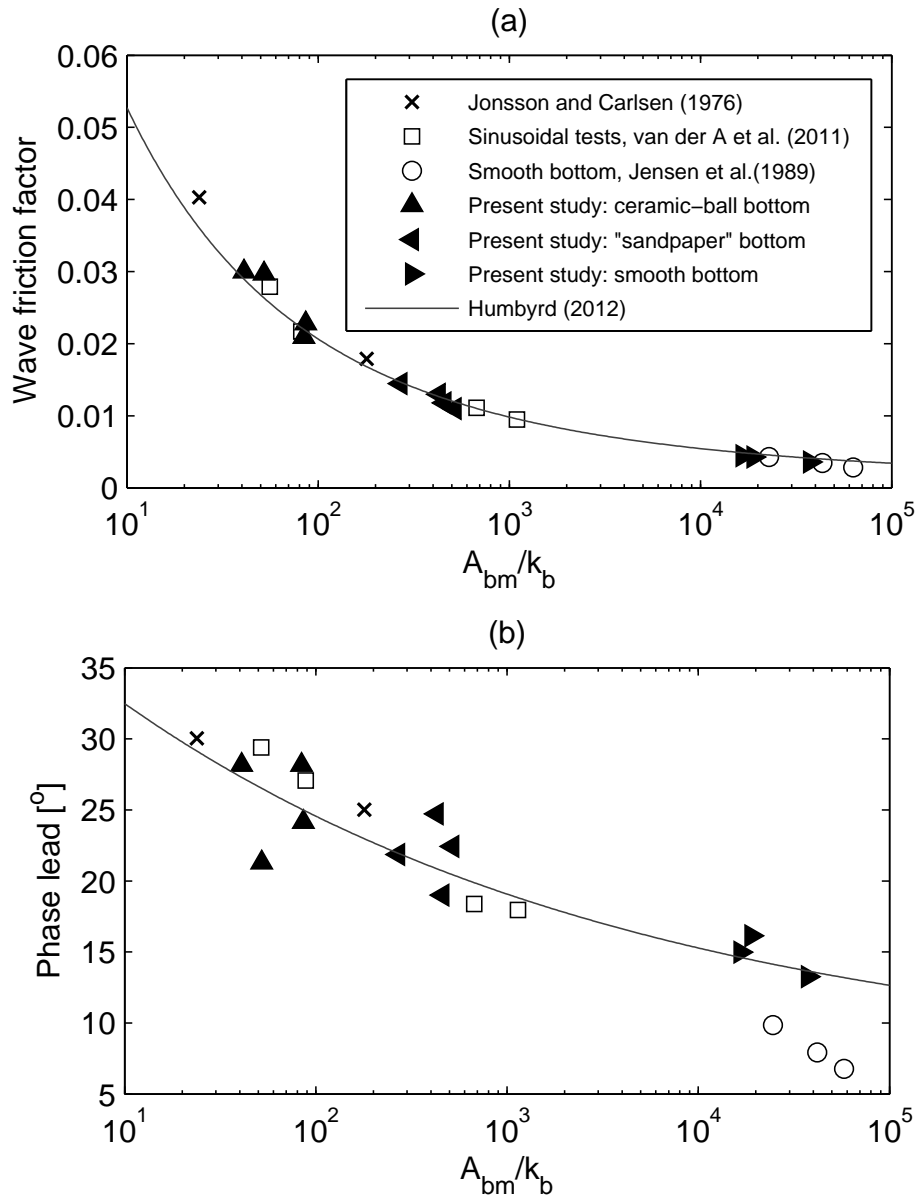 (a)
0.06
0.05
0.04
0.03
0.02
0.01
0
Wave friction factor
Jonsson and Carlsen (1976)
Sinusoidal tests, van der A et al. (2011)
Smooth bottom, Jensen et al.(1989)
Present study: ceramic−ball bottom
Present study: "sandpaper" bottom
Present study: smooth bottom
Humbyrd (2012)
10^1 10^2 10^3 10^4 10^5
A_bm/k_b
(b)
35
30
25
20
15
10
5
Phase lead [°]
10^1 10^2 10^3 10^4 10^5
A_bm/k_b